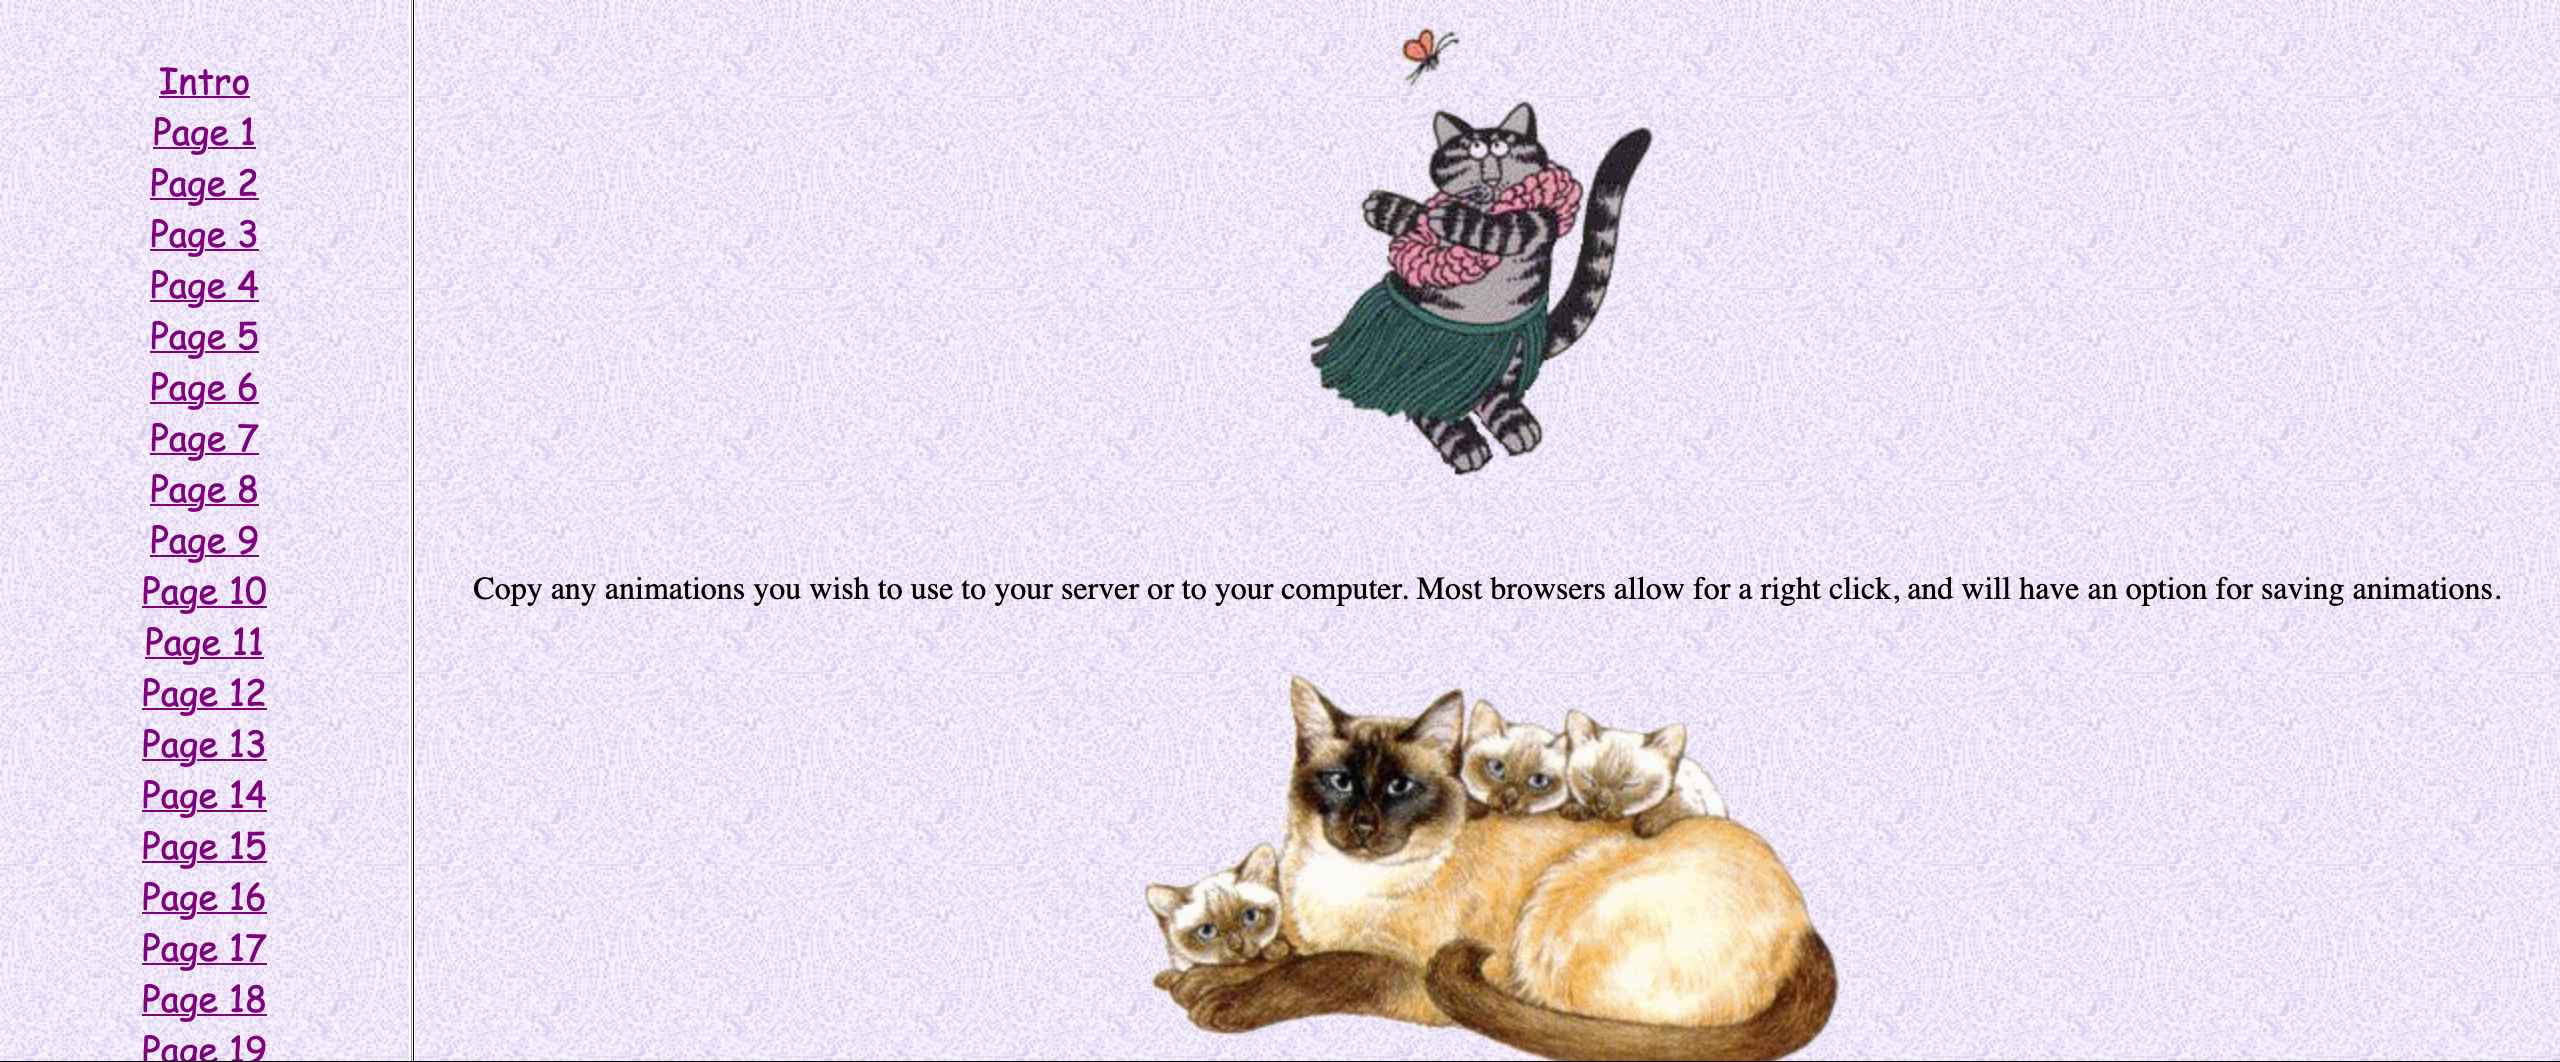 Intro
Page 1
Page 2
Page 3
Page 4
Page 5
Page 6
Page 7
Page 8
Page 9
Page 10
Page 11
Page 12
Page 13
Page 14
Page 15
Page 16
Page 17
Page 18
Page 19
Copy any animations you wish to use to your server or to your computer. Most browsers allow for a right click, and will have an option for saving animations.